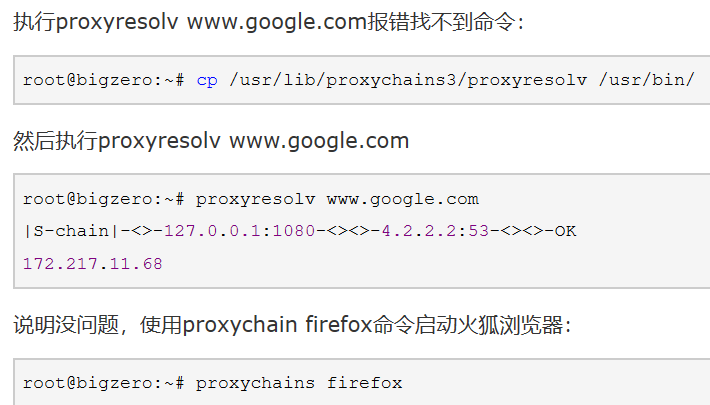 执行proxyresolv www.google.com报错找不到命令：
root@bigzero:~# cp /usr/lib/proxychains3/proxyresolv /usr/bin/
然后执行proxyresolv www.google.com
root@bigzero:~# proxyresolv www.google.com
|S-chain|-<>-127.0.0.1:1080-<><>-4.2.2.2:53-<><>-OK
172.217.11.68
说明没问题，使用proxychain firefox命令启动火狐浏览器：
root@bigzero:~# proxychains firefox